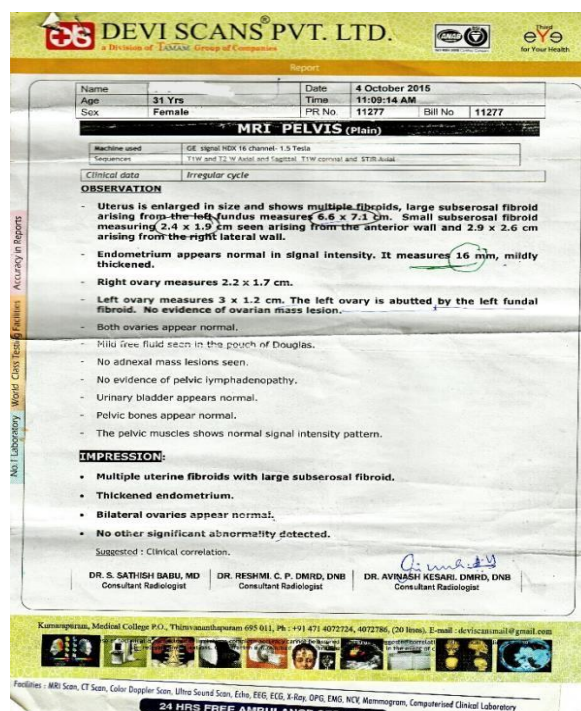 DEVI SCANS® PVT. LTD.
a Division of IMMAM Group of Companies
Third
eye
for Your Health
Report
Name Date 4 October 2015
Age 31 Yrs Time 11:09:14 AM
Sex Female PR No. 11277 Bill No 11277
MRI PELVIS (Plain)
Machine used GE signal HDX 16 channel- 1.5 Tesla
Sequences T1W and T2 W Axial and Sagittal T1W coronal and STIR Axial
Clinical data Irregular cycle
OBSERVATION
- Uterus is enlarged in size and shows multiple fibroids, large subserosal fibroid
arising from the left fundus measures 6.6 x 7.1 cm. Small subserosal fibroid
measuring 2.4 x 1.9 cm seen arising from the anterior wall and 2.9 x 2.6 cm
arising from the right lateral wall.
- Endometrium appears normal in signal intensity. It measures 16 mm, mildly
thickened.
- Right ovary measures 2.2 x 1.7 cm.
- Left ovary measures 3 x 1.2 cm. The left ovary is abutted by the left fundal
fibroid. No evidence of ovarian mass lesion.
- Both ovaries appear normal.
- Mild free fluid seen in the pouch of Douglas.
- No adnexal mass lesions seen.
- No evidence of pelvic lymphadenopathy.
- Urinary bladder appears normal.
- Pelvic bones appear normal.
- The pelvic muscles shows normal signal intensity pattern.
IMPRESSION:
• Multiple uterine fibroids with large subserosal fibroid.
• Thickened endometrium.
• Bilateral ovaries appear normal.
• No other significant abnormality detected.
Suggested : Clinical correlation.
DR. S. SATHISH BABU, MD DR. RESHMI. C. P. DMRD, DNB DR. AVINASH KESARI. DMRD, DNB
Consultant Radiologist Consultant Radiologist Consultant Radiologist
No.1 Laboratory World Class Testing Facilities Accuracy in Reports
Kumarapuram, Medical College P.O., Thiruvananthapuram 695 011, Ph : +91 471 4072724, 4072786, (20 lines). E-mail : deviscansmail@gmail.com
Facilities : MRI Scan, CT Scan, Color Doppler Scan, Ultra Sound Scan, Echo, EEG, ECG, X-Ray, OPG, EMG, NCV, Mammogram, Computerised Clinical Laboratory
24 HRS FREE AMBULANCE